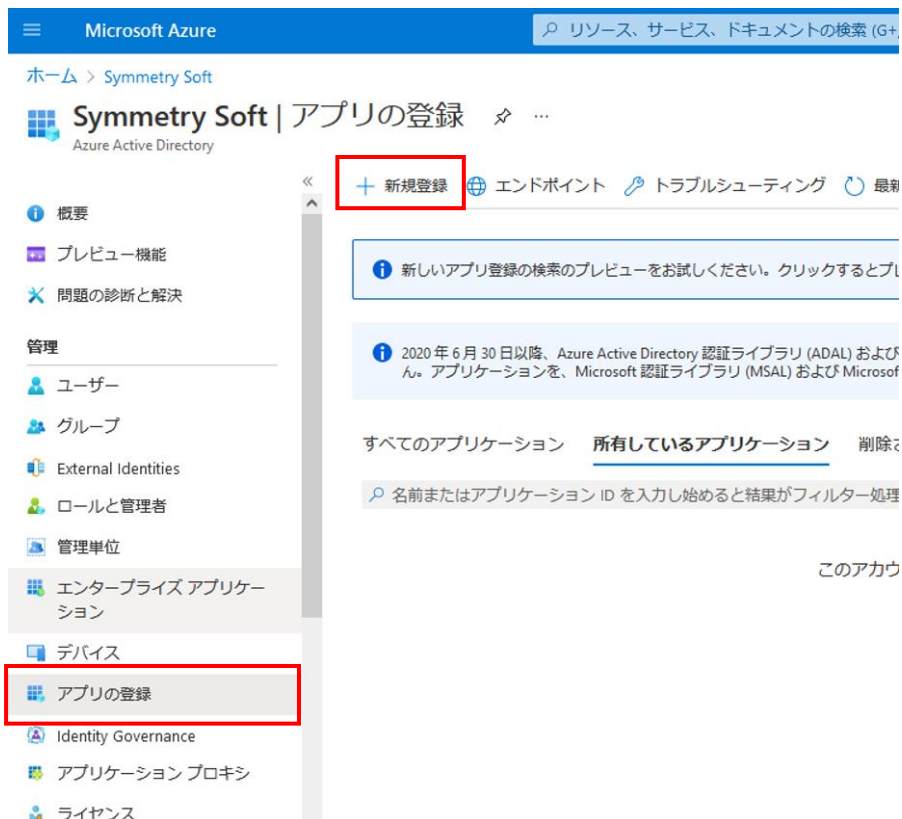 Microsoft Azure
リソース、サービス、ドキュメントの検索 (G+/
ホーム > Symmetry Soft
Symmetry Soft | アプリの登録
Azure Active Directory
新規登録
エンドポイント
トラブルシューティング
最新
概要
プレビュー機能
問題の診断と解決
管理
ユーザー
グループ
External Identities
ロールと管理者
管理単位
エンタープライズ アプリケー
ション
デバイス
アプリの登録
Identity Governance
アプリケーション プロキシ
ライセンス
新しいアプリ登録の検索のプレビューをお試しください。クリックするとプレ
2020 年 6 月 30 日以降、Azure Active Directory 認証ライブラリ (ADAL) および
ん。アプリケーションを、Microsoft 認証ライブラリ (MSAL) および Microsof
すべてのアプリケーション
所有しているアプリケーション
削除さ
名前またはアプリケーション ID を入力し始めると結果がフィルター処理
このアカウ